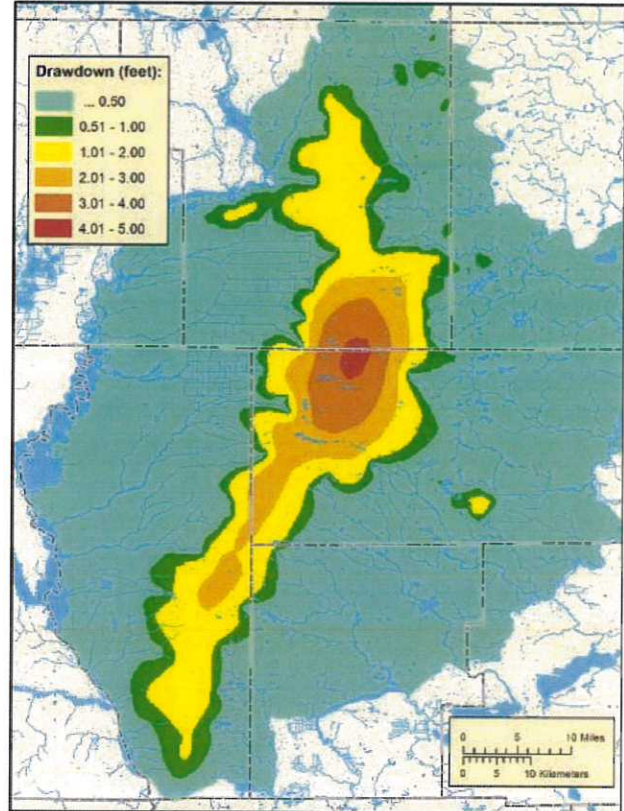 Drawdown (feet):
... 0.50
0.51 - 1.00
1.01 - 2.00
2.01 - 3.00
3.01 - 4.00
4.01 - 5.00
0 5 10 Miles
0 5 10 Kilometers